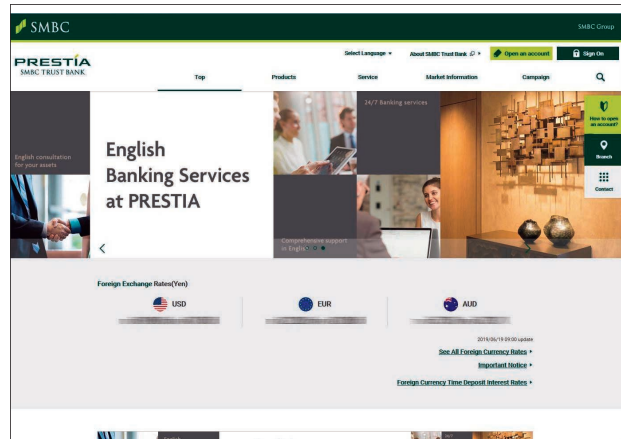 SMBC
SMBC Group
Select Language
About SMBC Trust Bank
Open an account
Sign On
PRESTIA
SMBC TRUST BANK
Top
Products
Service
Market Information
Campaign
24/7 Banking services
How to open
an account?
English consultation
for your assets
English
Banking Services
at PRESTIA
Branch
Contact
Comprehensive support
in English
Foreign Exchange Rates(Yen)
USD
EUR
AUD
2019/06/19 09:00 update
See All Foreign Currency Rates
Important Notice
Foreign Currency Time Deposit Interest Rates